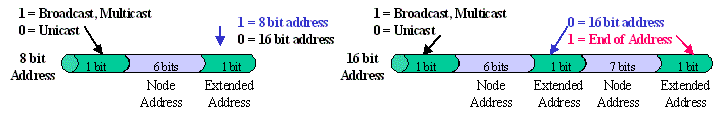 1 = Broadcast, Multicast
0 = Unicast
1 = 8 bit address
0 = 16 bit address
8 bit
Address
1 bit
6 bits
1 bit
Node
Address
Extended
Address
1 = Broadcast, Multicast
0 = Unicast
0 = 16 bit address
1 = End of Address
16 bit
Address
1 bit
6 bits
1 bit
7 bits
1 bit
Node
Address
Extended
Address
Node
Address
Extended
Address